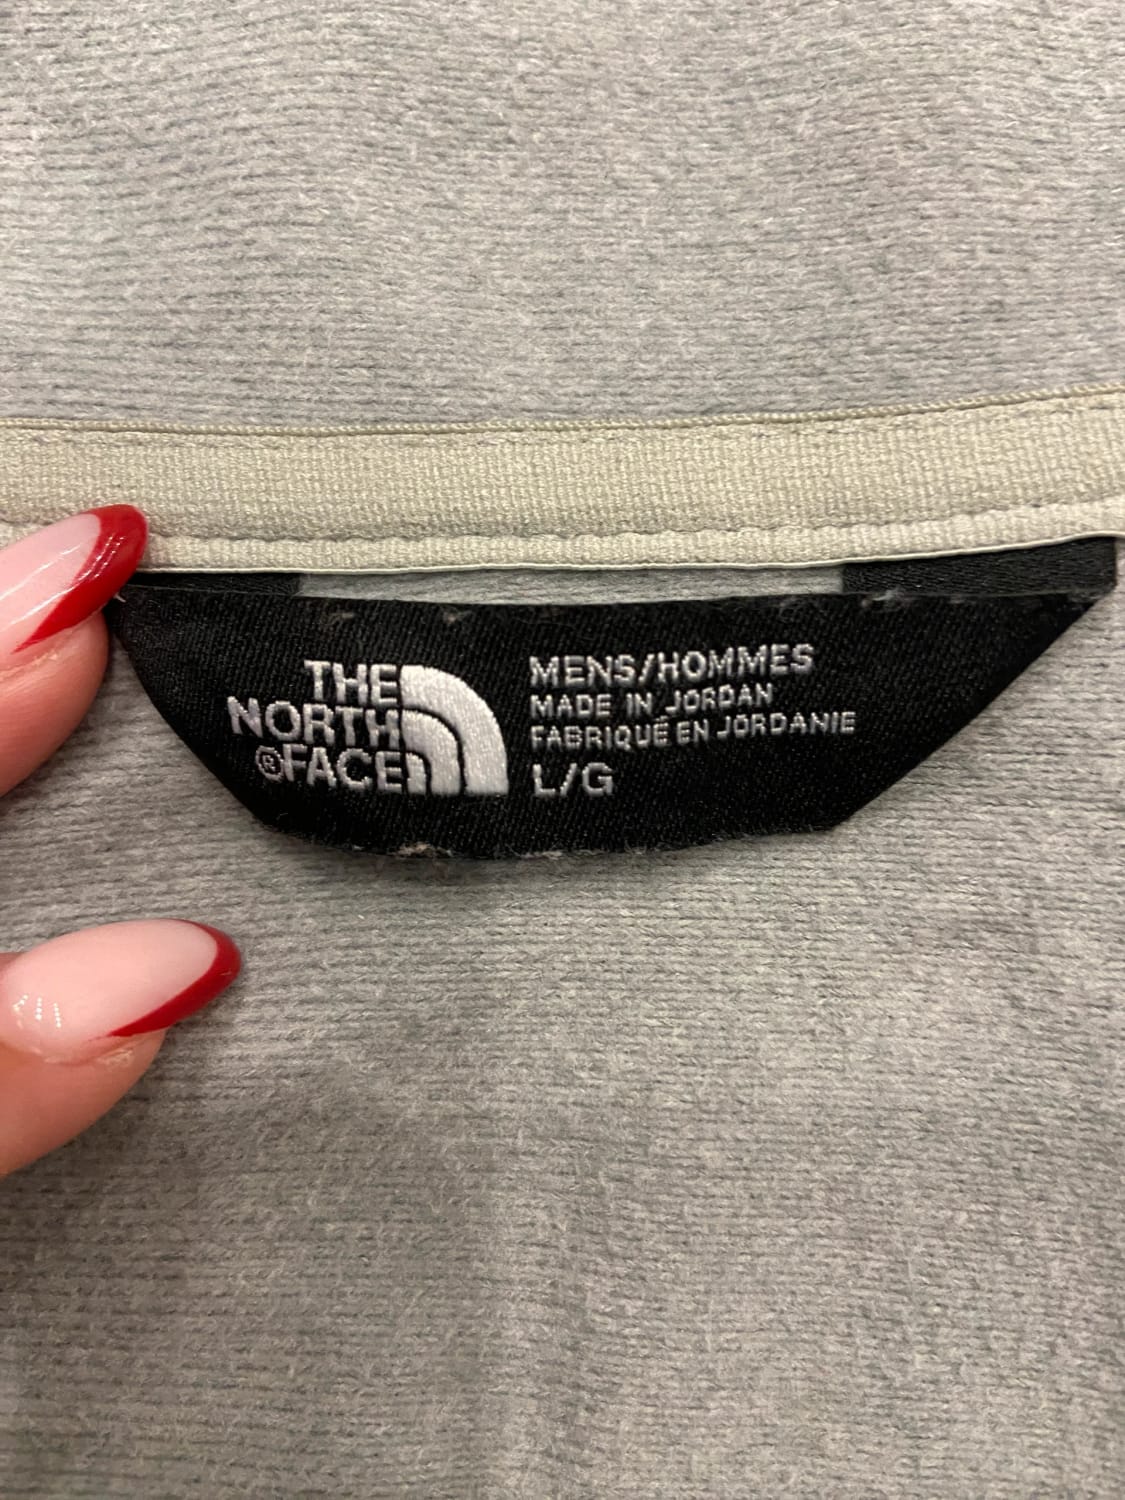 THE
NORTH
®FACE
MENS/HOMMES
MADE IN JORDAN
FABRIQUÉ EN JORDANIE
L/G